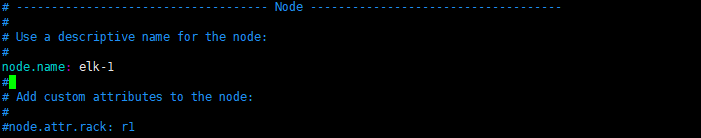 # ------------------------------------ Node ------------------------------------
#
# Use a descriptive name for the node:
#
node.name: elk-1
#
# Add custom attributes to the node:
#
#node.attr.rack: r1